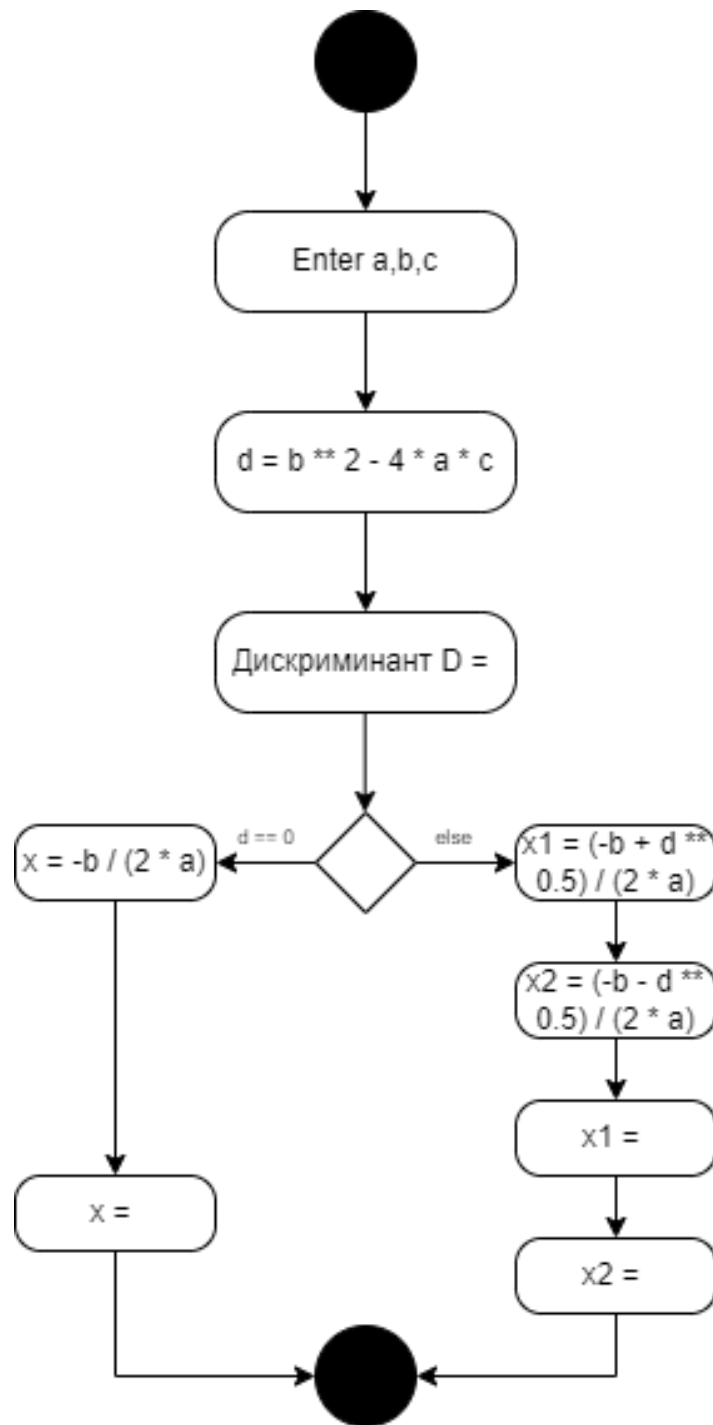 Enter a,b,c
d = b ** 2 - 4 * a * c
Дискриминант D =
d == 0
else
x = -b / (2 * a)
x1 = (-b + d **
0.5) / (2 * a)
x2 = (-b - d **
0.5) / (2 * a)
x1 =
x =
x2 =